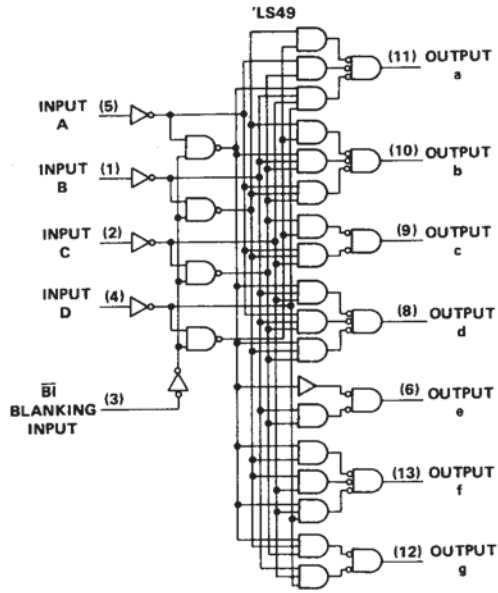 'LS49
(11) OUTPUT
a
INPUT (5)
A
(10) OUTPUT
b
INPUT (1)
B
(9) OUTPUT
c
INPUT (2)
C
INPUT (4)
D
(8) OUTPUT
d
BI (3)
BLANKING
INPUT
(6) OUTPUT
e
(13) OUTPUT
f
(12) OUTPUT
g